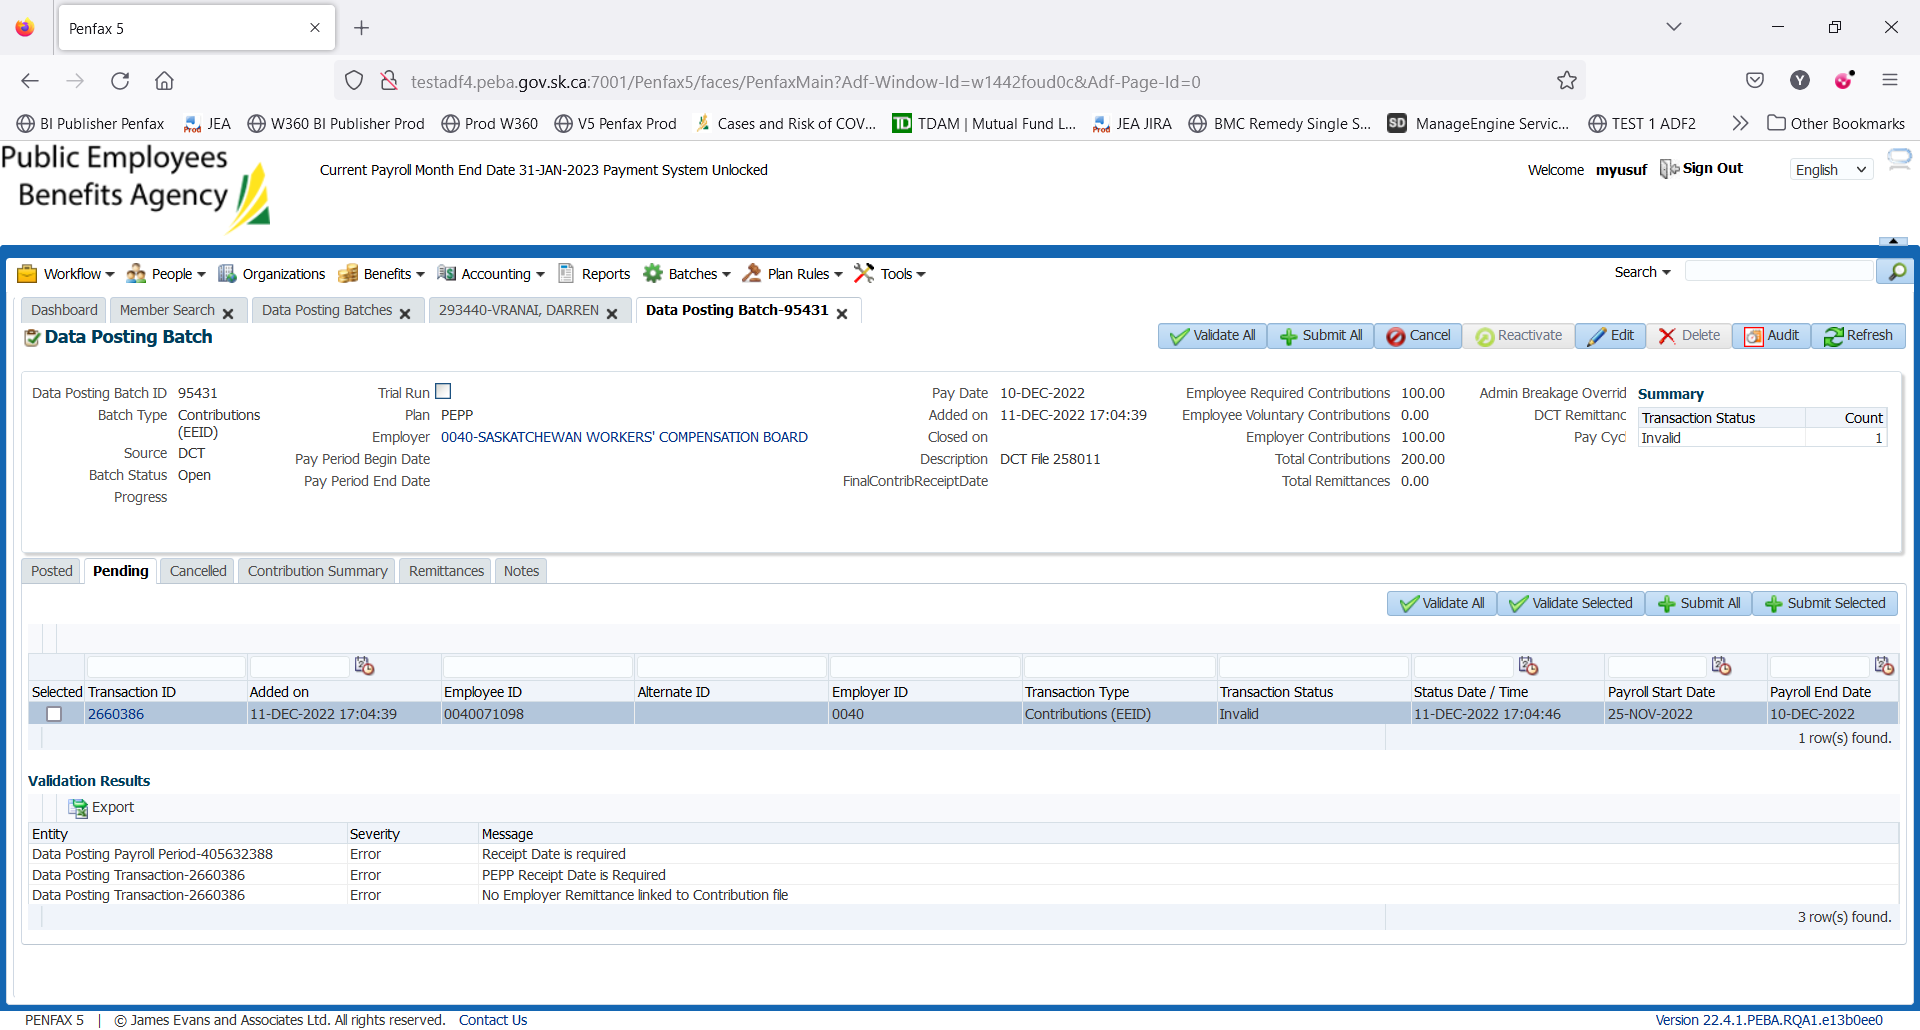 Penfax 5
testadf4.peba.gov.sk.ca:7001/Penfax5/faces/PenfaxMain?Adf-Window-Id=w1442foud0c&Adf-Page-Id=0
Y
BI Publisher Penfax JEA W360 BI Publisher Prod Prod W360 V5 Penfax Prod Cases and Risk of COV... TD TDAM | Mutual Fund L... JEA JIRA BMC Remedy Single S... SD ManageEngine Servic... TEST 1 ADF2 Other Bookmarks
Public Employees
Benefits Agency
Current Payroll Month End Date 31-JAN-2023 Payment System Unlocked
Welcome myusuf Sign Out English
Workflow People Organizations Benefits Accounting Reports Batches Plan Rules Tools Search
Dashboard Member Search Data Posting Batches 293440-VRANAI, DARREN Data Posting Batch-95431
Data Posting Batch
Validate All Submit All Cancel Reactivate Edit Delete Audit Refresh
Data Posting Batch ID 95431 Trial Run Pay Date 10-DEC-2022 Employee Required Contributions 100.00 Admin Breakage Overrid Summary
Batch Type Contributions (EEID) Plan PEPP Added on 11-DEC-2022 17:04:39 Employee Voluntary Contributions 0.00 DCT Remittanc Transaction Status Count
Employer 0040-SASKATCHEWAN WORKERS' COMPENSATION BOARD Closed on Employer Contributions 100.00 Pay Cycl Invalid 1
Source DCT Pay Period Begin Date Description DCT File 258011 Total Contributions 200.00
Batch Status Open Pay Period End Date FinalContribReceiptDate Total Remittances 0.00
Progress
Posted Pending Cancelled Contribution Summary Remittances Notes
Validate All Validate Selected Submit All Submit Selected
Selected Transaction ID Added on Employee ID Alternate ID Employer ID Transaction Type Transaction Status Status Date / Time Payroll Start Date Payroll End Date
2660386 11-DEC-2022 17:04:39 0040071098 0040 Contributions (EEID) Invalid 11-DEC-2022 17:04:46 25-NOV-2022 10-DEC-2022
1 row(s) found.
Validation Results
Export
Entity Severity Message
Data Posting Payroll Period-405632388 Error Receipt Date is required
Data Posting Transaction-2660386 Error PEPP Receipt Date is Required
Data Posting Transaction-2660386 Error No Employer Remittance linked to Contribution file
3 row(s) found.
PENFAX 5 | © James Evans and Associates Ltd. All rights reserved. Contact Us
Version 22.4.1.PEBA.RQA1.e13b0ee0